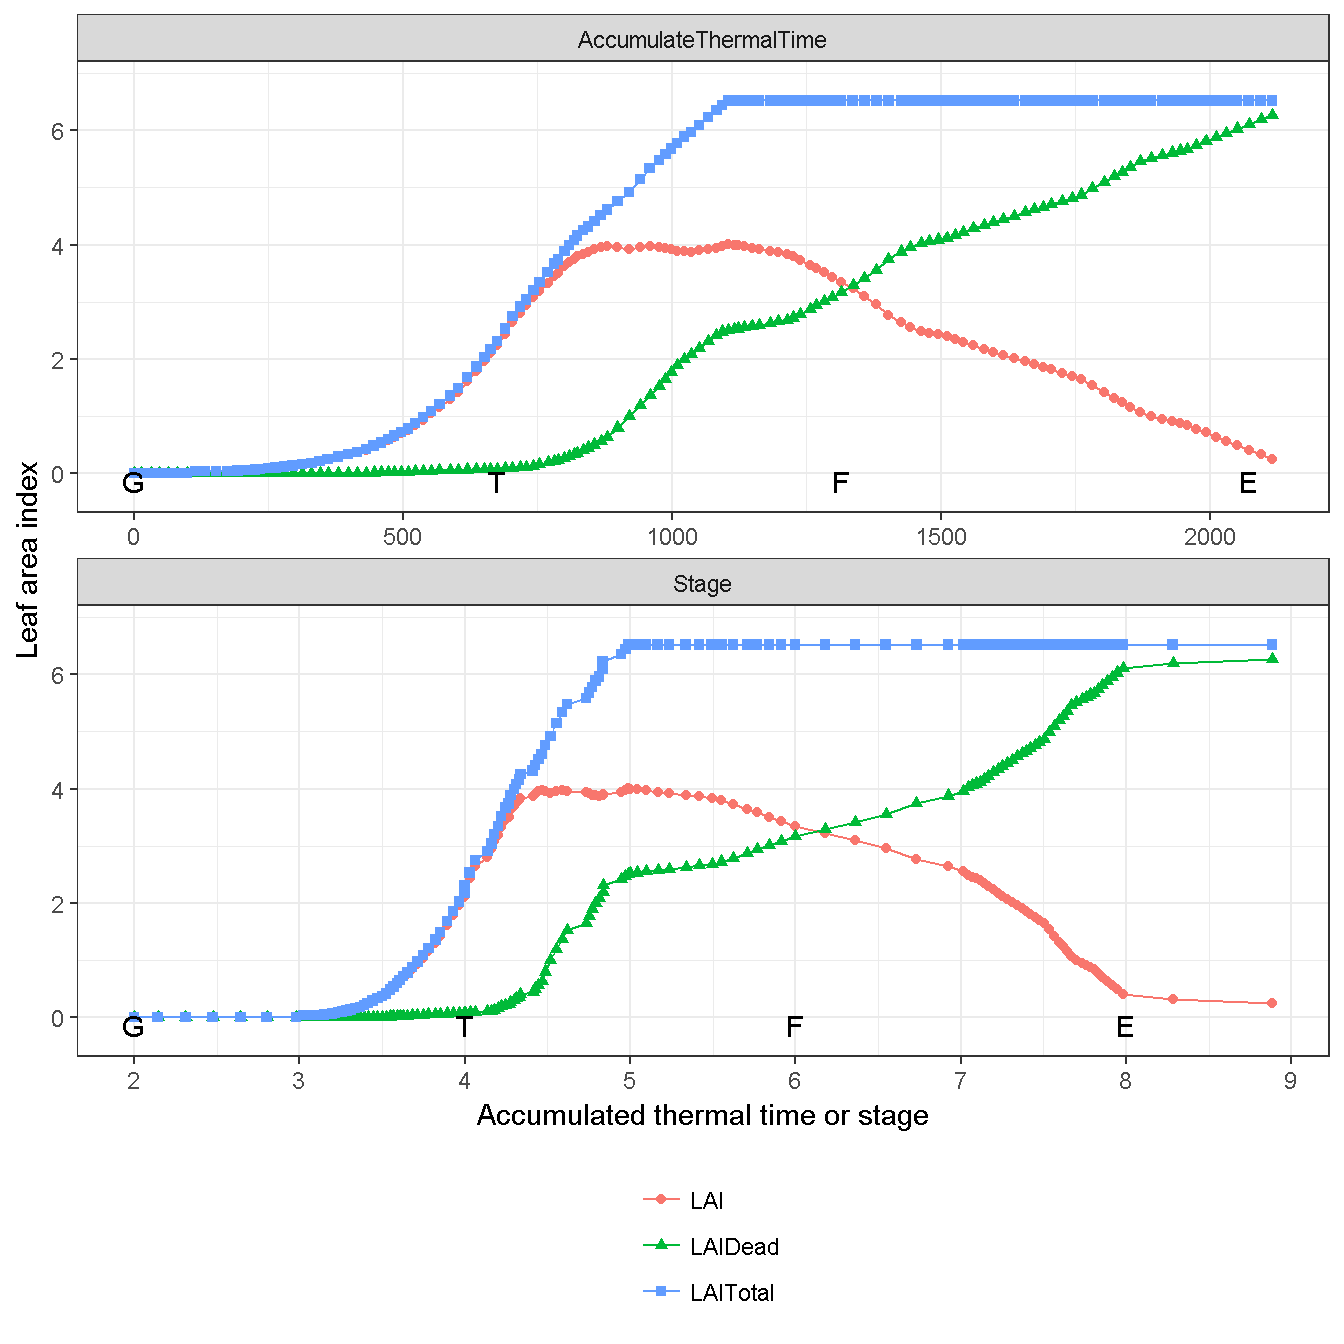 AccumulateThermalTime
6
4
2
0
G T F E
0 500 1000 1500 2000
Leaf area index
Stage
6
4
2
0
G T F E
2 3 4 5 6 7 8 9
Accumulated thermal time or stage
LAI
LAIDead
LAITotal